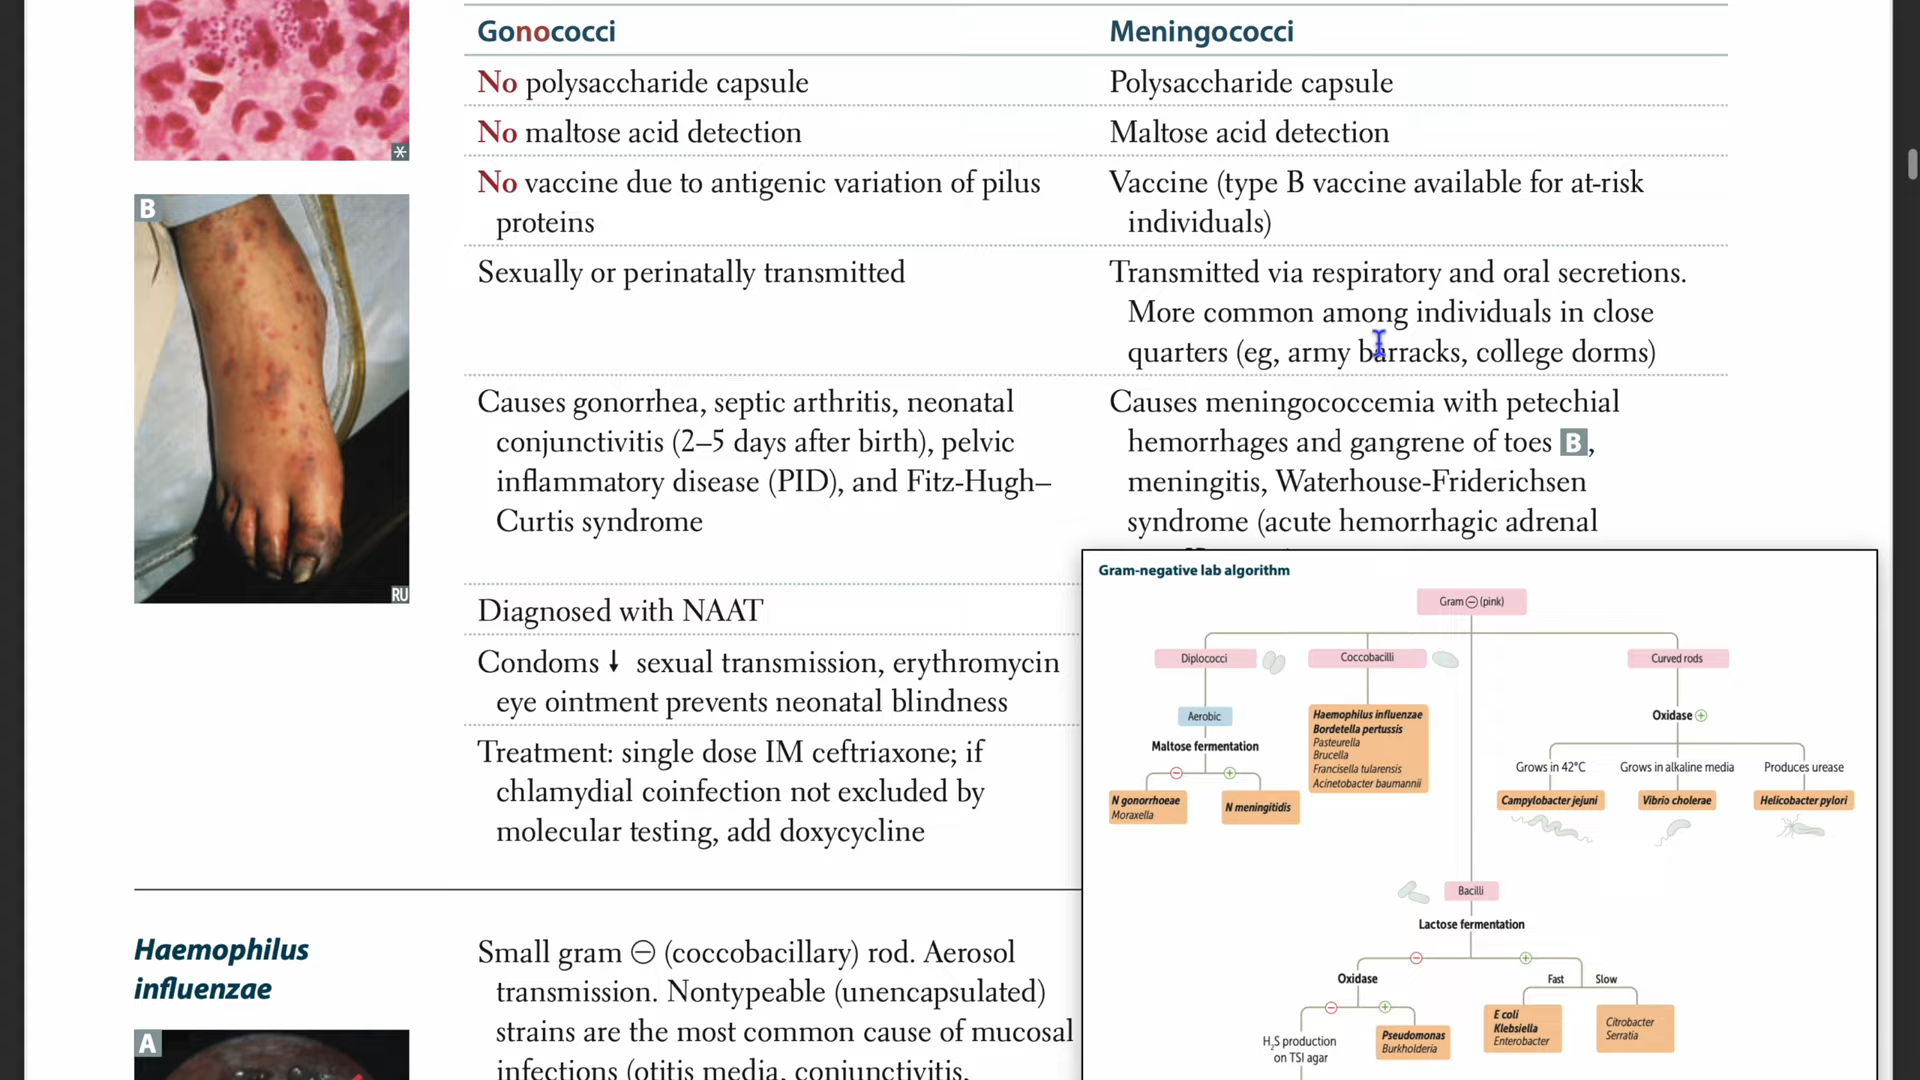 Gonococci
Meningococci
No polysaccharide capsule
Polysaccharide capsule
No maltose acid detection
Maltose acid detection
No vaccine due to antigenic variation of pilus
proteins
Vaccine (type B vaccine available for at-risk
individuals)
B
Sexually or perinatally transmitted
Transmitted via respiratory and oral secretions.
More common among individuals in close
quarters (eg, army barracks, college dorms)
Causes gonorrhea, septic arthritis, neonatal
conjunctivitis (2–5 days after birth), pelvic
inflammatory disease (PID), and Fitz-Hugh–
Curtis syndrome
Causes meningococcemia with petechial
hemorrhages and gangrene of toes B,
meningitis, Waterhouse-Friderichsen
syndrome (acute hemorrhagic adrenal
RU
Diagnosed with NAAT
Condoms ↓ sexual transmission, erythromycin
eye ointment prevents neonatal blindness
Treatment: single dose IM ceftriaxone; if
chlamydial coinfection not excluded by
molecular testing, add doxycycline
Haemophilus
influenzae
Small gram ⊖ (coccobacillary) rod. Aerosol
transmission. Nontypeable (unencapsulated)
strains are the most common cause of mucosal
infections (otitis media, conjunctivitis,
A
Gram-negative lab algorithm
Gram ⊖ (pink)
Diplococci
Coccobacilli
Curved rods
Aerobic
Maltose fermentation
N gonorrhoeae
Moraxella
N meningitidis
Haemophilus influenzae
Bordetella pertussis
Pasteurella
Brucella
Francisella tularensis
Acinetobacter baumannii
Oxidase ⊕
Grows in 42°C
Grows in alkaline media
Produces urease
Campylobacter jejuni
Vibrio cholerae
Helicobacter pylori
Bacilli
Lactose fermentation
Oxidase
Fast
Slow
H2S production
on TSI agar
Pseudomonas
Burkholderia
E coli
Klebsiella
Enterobacter
Citrobacter
Serratia